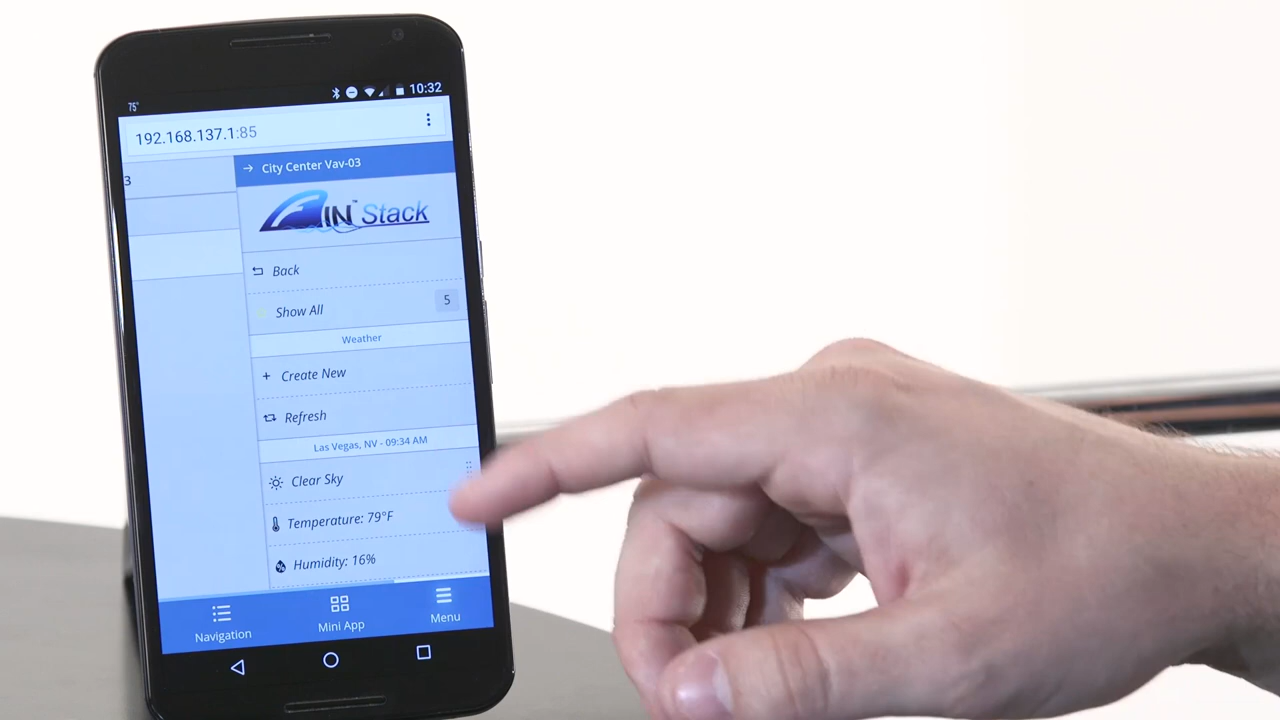 75°
10:32
192.168.137.1:85
3
City Center Vav-03
FIN™ Stack
Back
Show All
5
Weather
Create New
Refresh
Las Vegas, NV - 09:34 AM
Clear Sky
Temperature: 79°F
Humidity: 16%
Navigation
Mini App
Menu